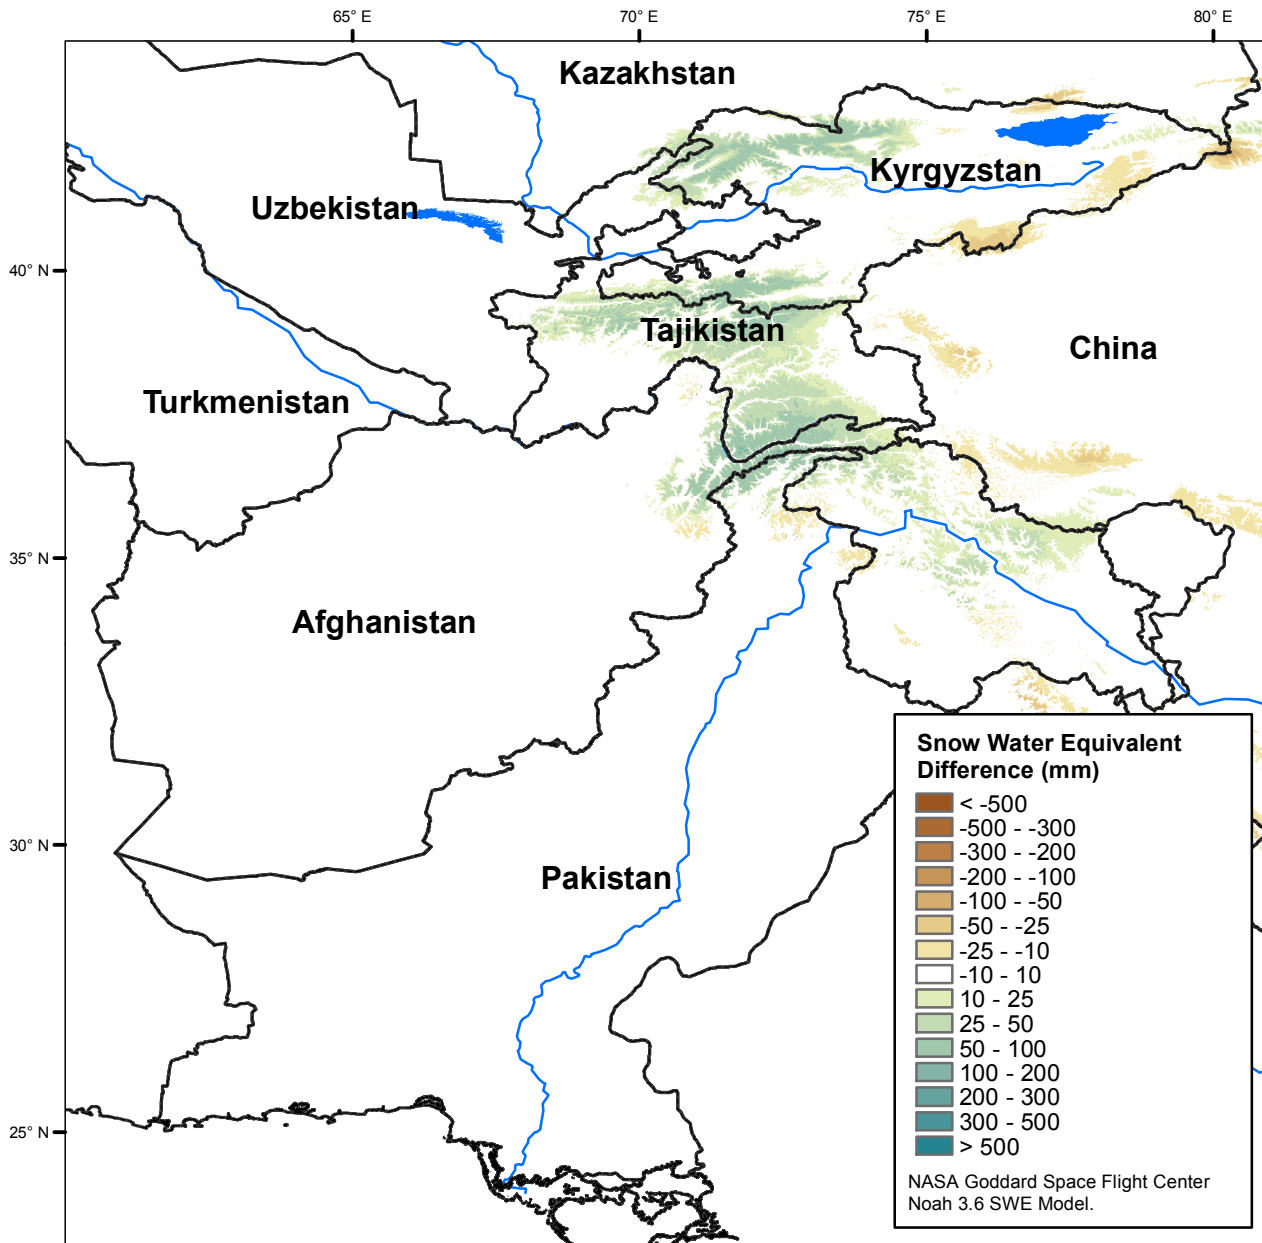 65° E
70° E
75° E
80° E
Kazakhstan
Kyrgyzstan
Uzbekistan
40° N
Tajikistan
China
Turkmenistan
35° N
Afghanistan
Snow Water Equivalent
Difference (mm)
< -500
-500 - -300
-300 - -200
-200 - -100
-100 - -50
-50 - -25
-25 - -10
-10 - 10
10 - 25
25 - 50
50 - 100
100 - 200
200 - 300
300 - 500
> 500
NASA Goddard Space Flight Center
Noah 3.6 SWE Model.
30° N
Pakistan
25° N